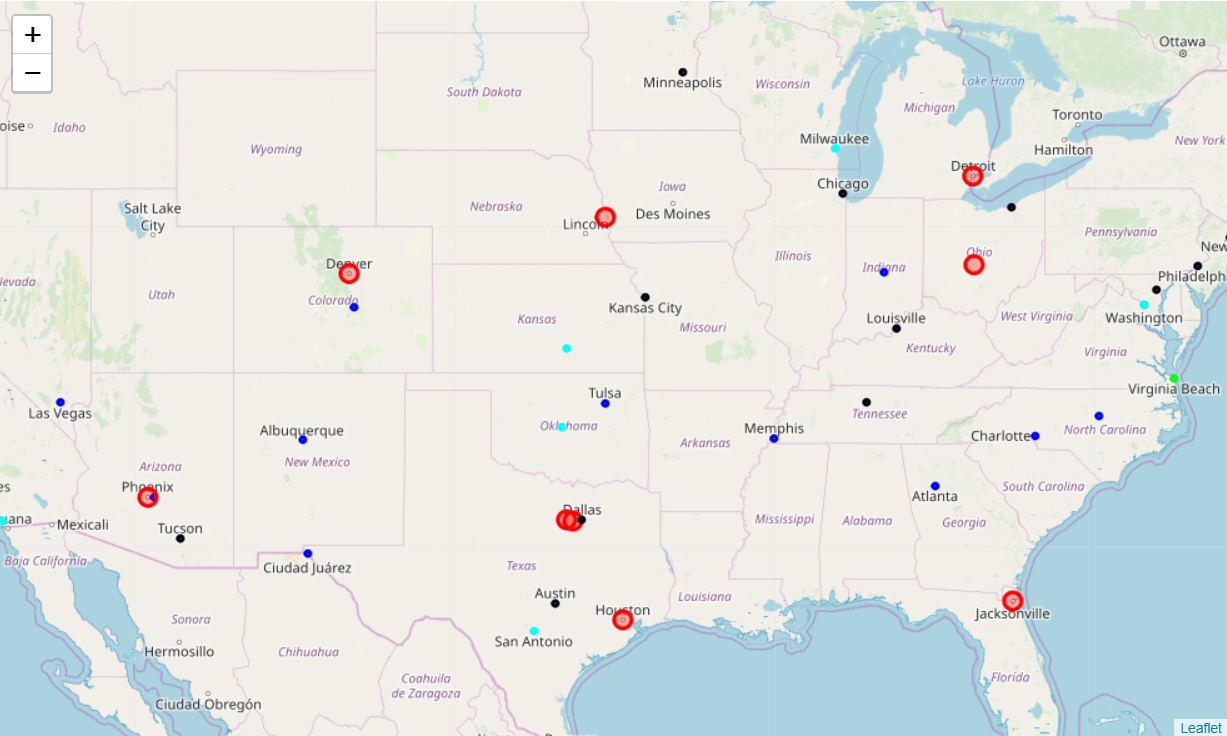 +
−
Ottawa
Minneapolis
Wisconsin
Lake Huron
South Dakota
Michigan
Toronto
oise
Idaho
Milwaukee
New York
Wyoming
Hamilton
Detroit
Chicago
Iowa
Nebraska
Salt Lake
City
Des Moines
Lincoln
Pennsylvania
New
Ohio
Illinois
Denver
Indiana
Philadelph
evada
Utah
Colorado
Kansas City
West Virginia
Washington
Louisville
Kansas
Missouri
Kentucky
Virginia
Virginia Beach
Tulsa
Las Vegas
Tennessee
Oklahoma
Memphis
Albuquerque
North Carolina
Charlotte
Arkansas
New Mexico
Arizona
es
Phoenix
South Carolina
Atlanta
Dallas
ana
Mexicali
Tucson
Mississippi
Alabama
Georgia
Baja California
Ciudad Juárez
Texas
Austin
Louisiana
Houston
Jacksonville
Sonora
San Antonio
Hermosillo
Chihuahua
Florida
Coahuila
de Zaragoza
Ciudad Obregón
Leaflet